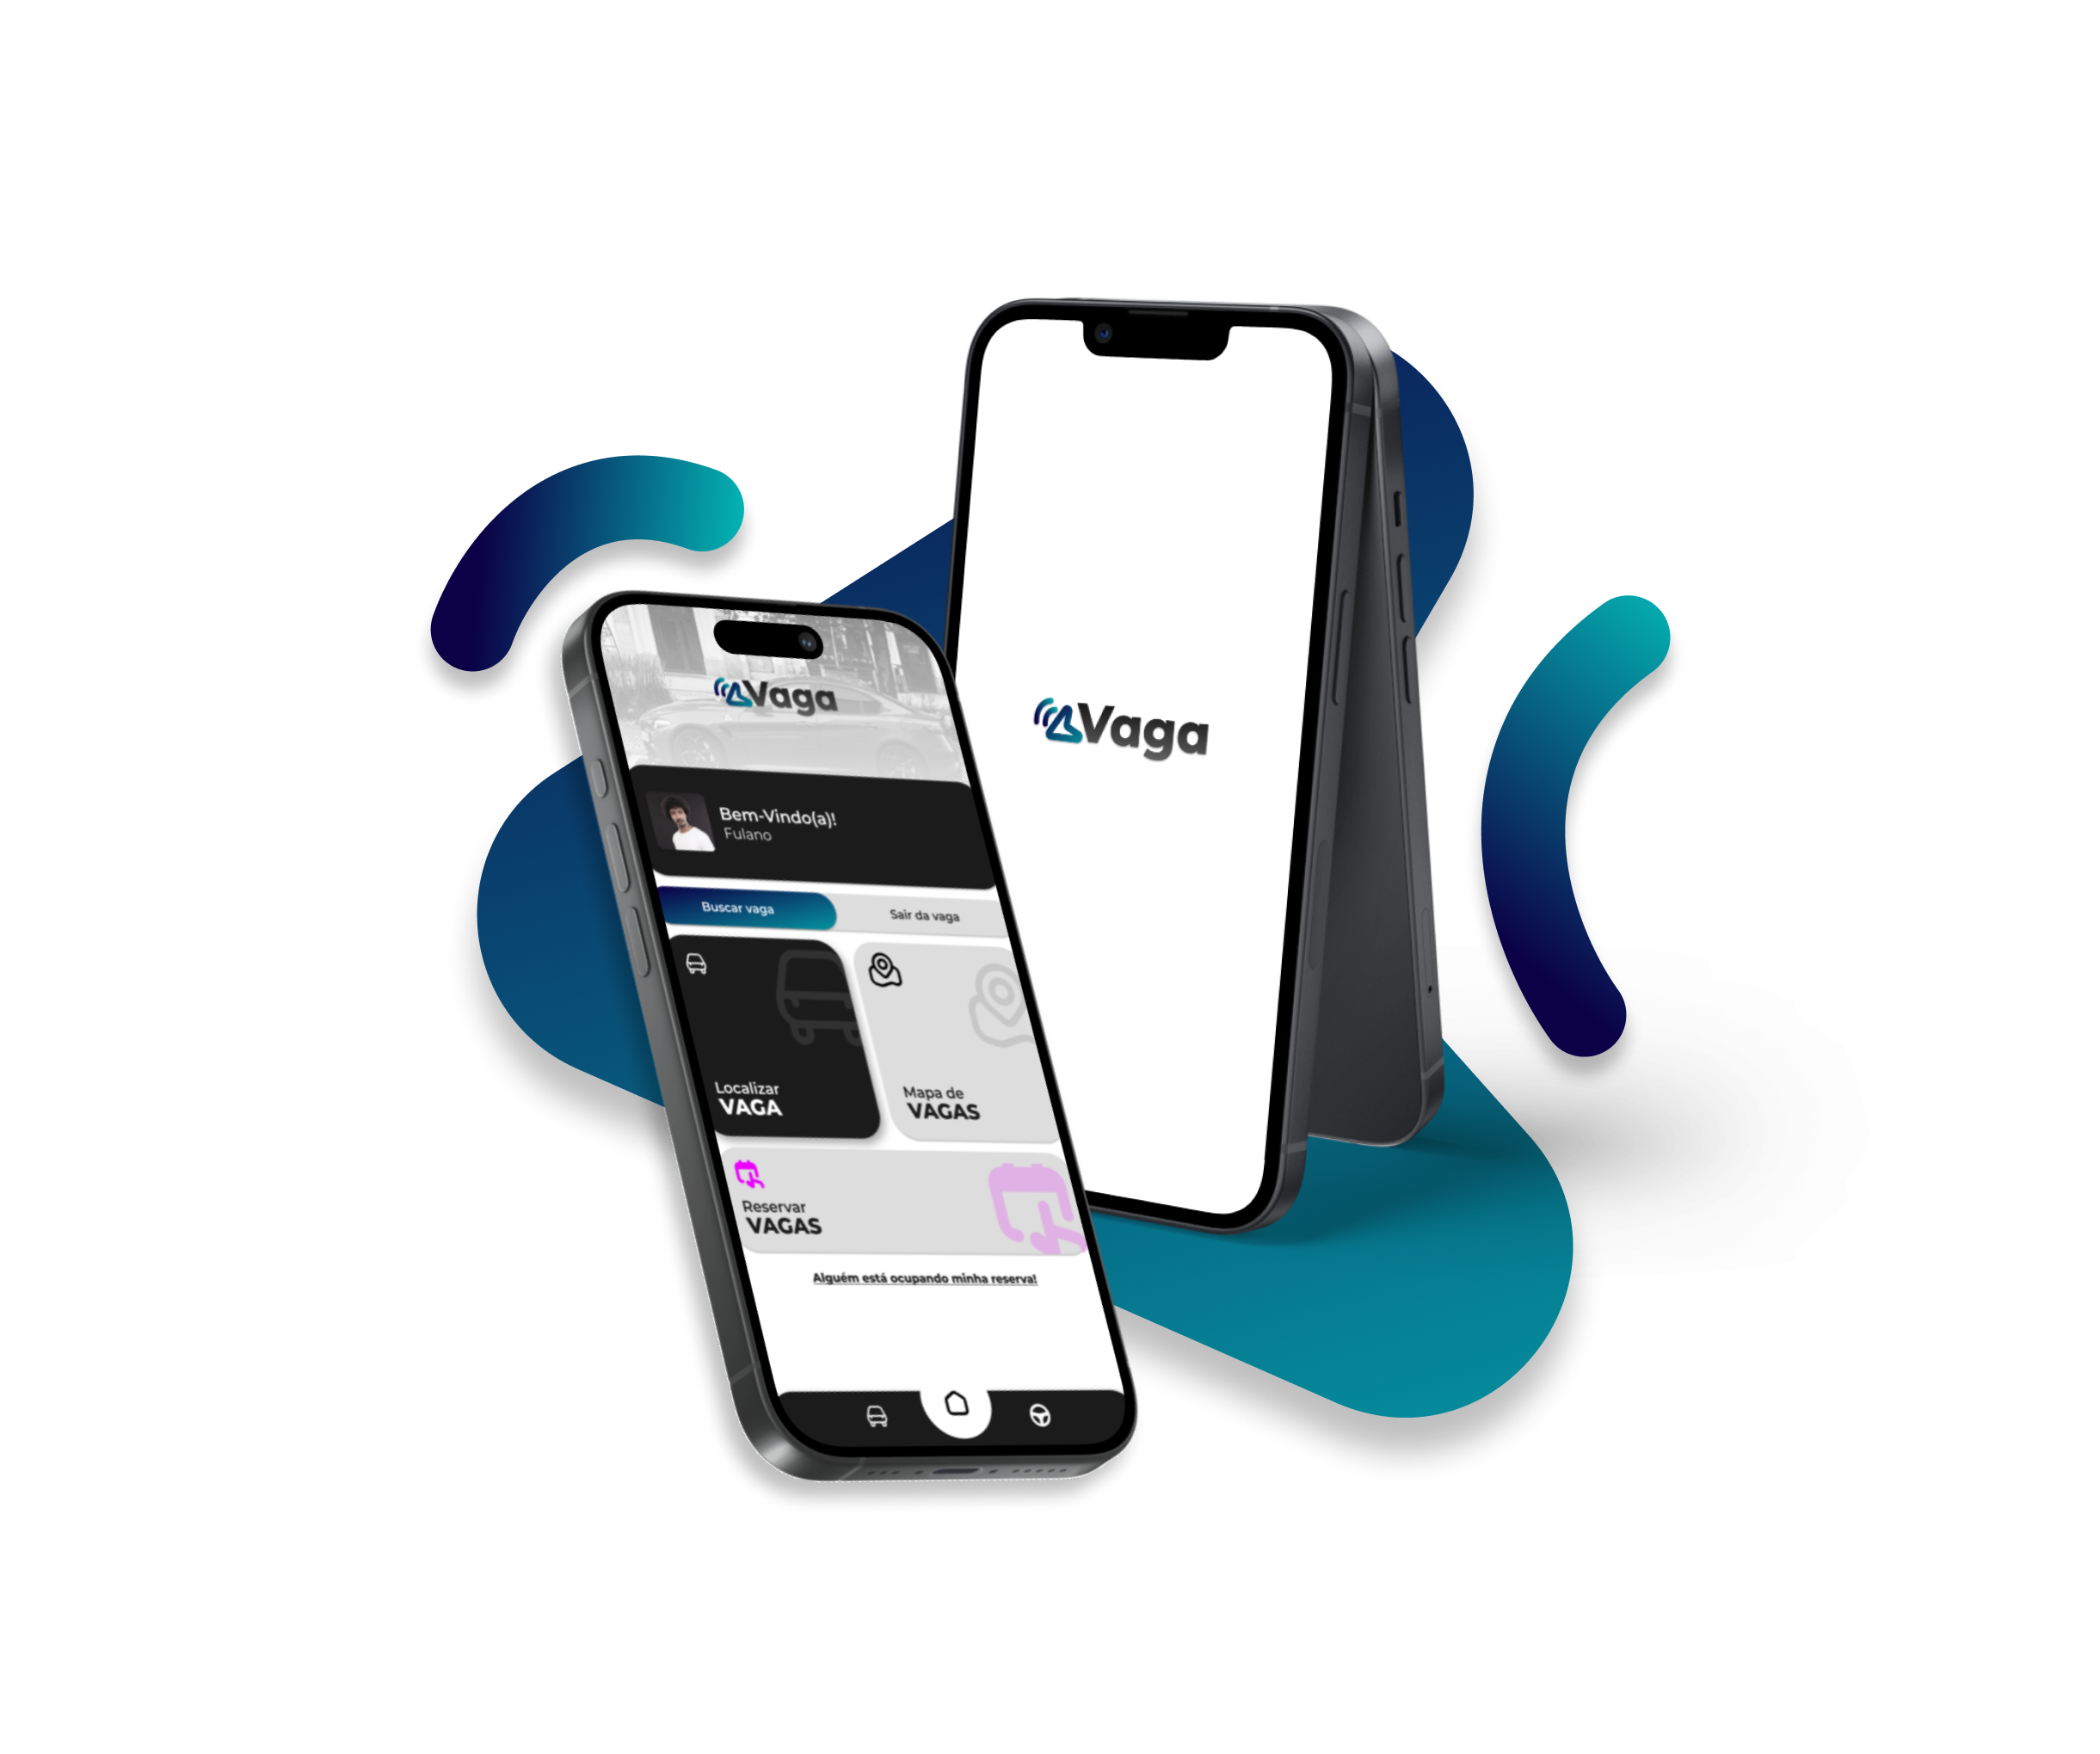 Vaga
Bem-Vindo(a)!
Fulano
Buscar vaga
Sair da vaga
Localizar
VAGA
Mapa de
VAGAS
Reservar
VAGAS
Alguém está ocupando minha reserva!
Vaga